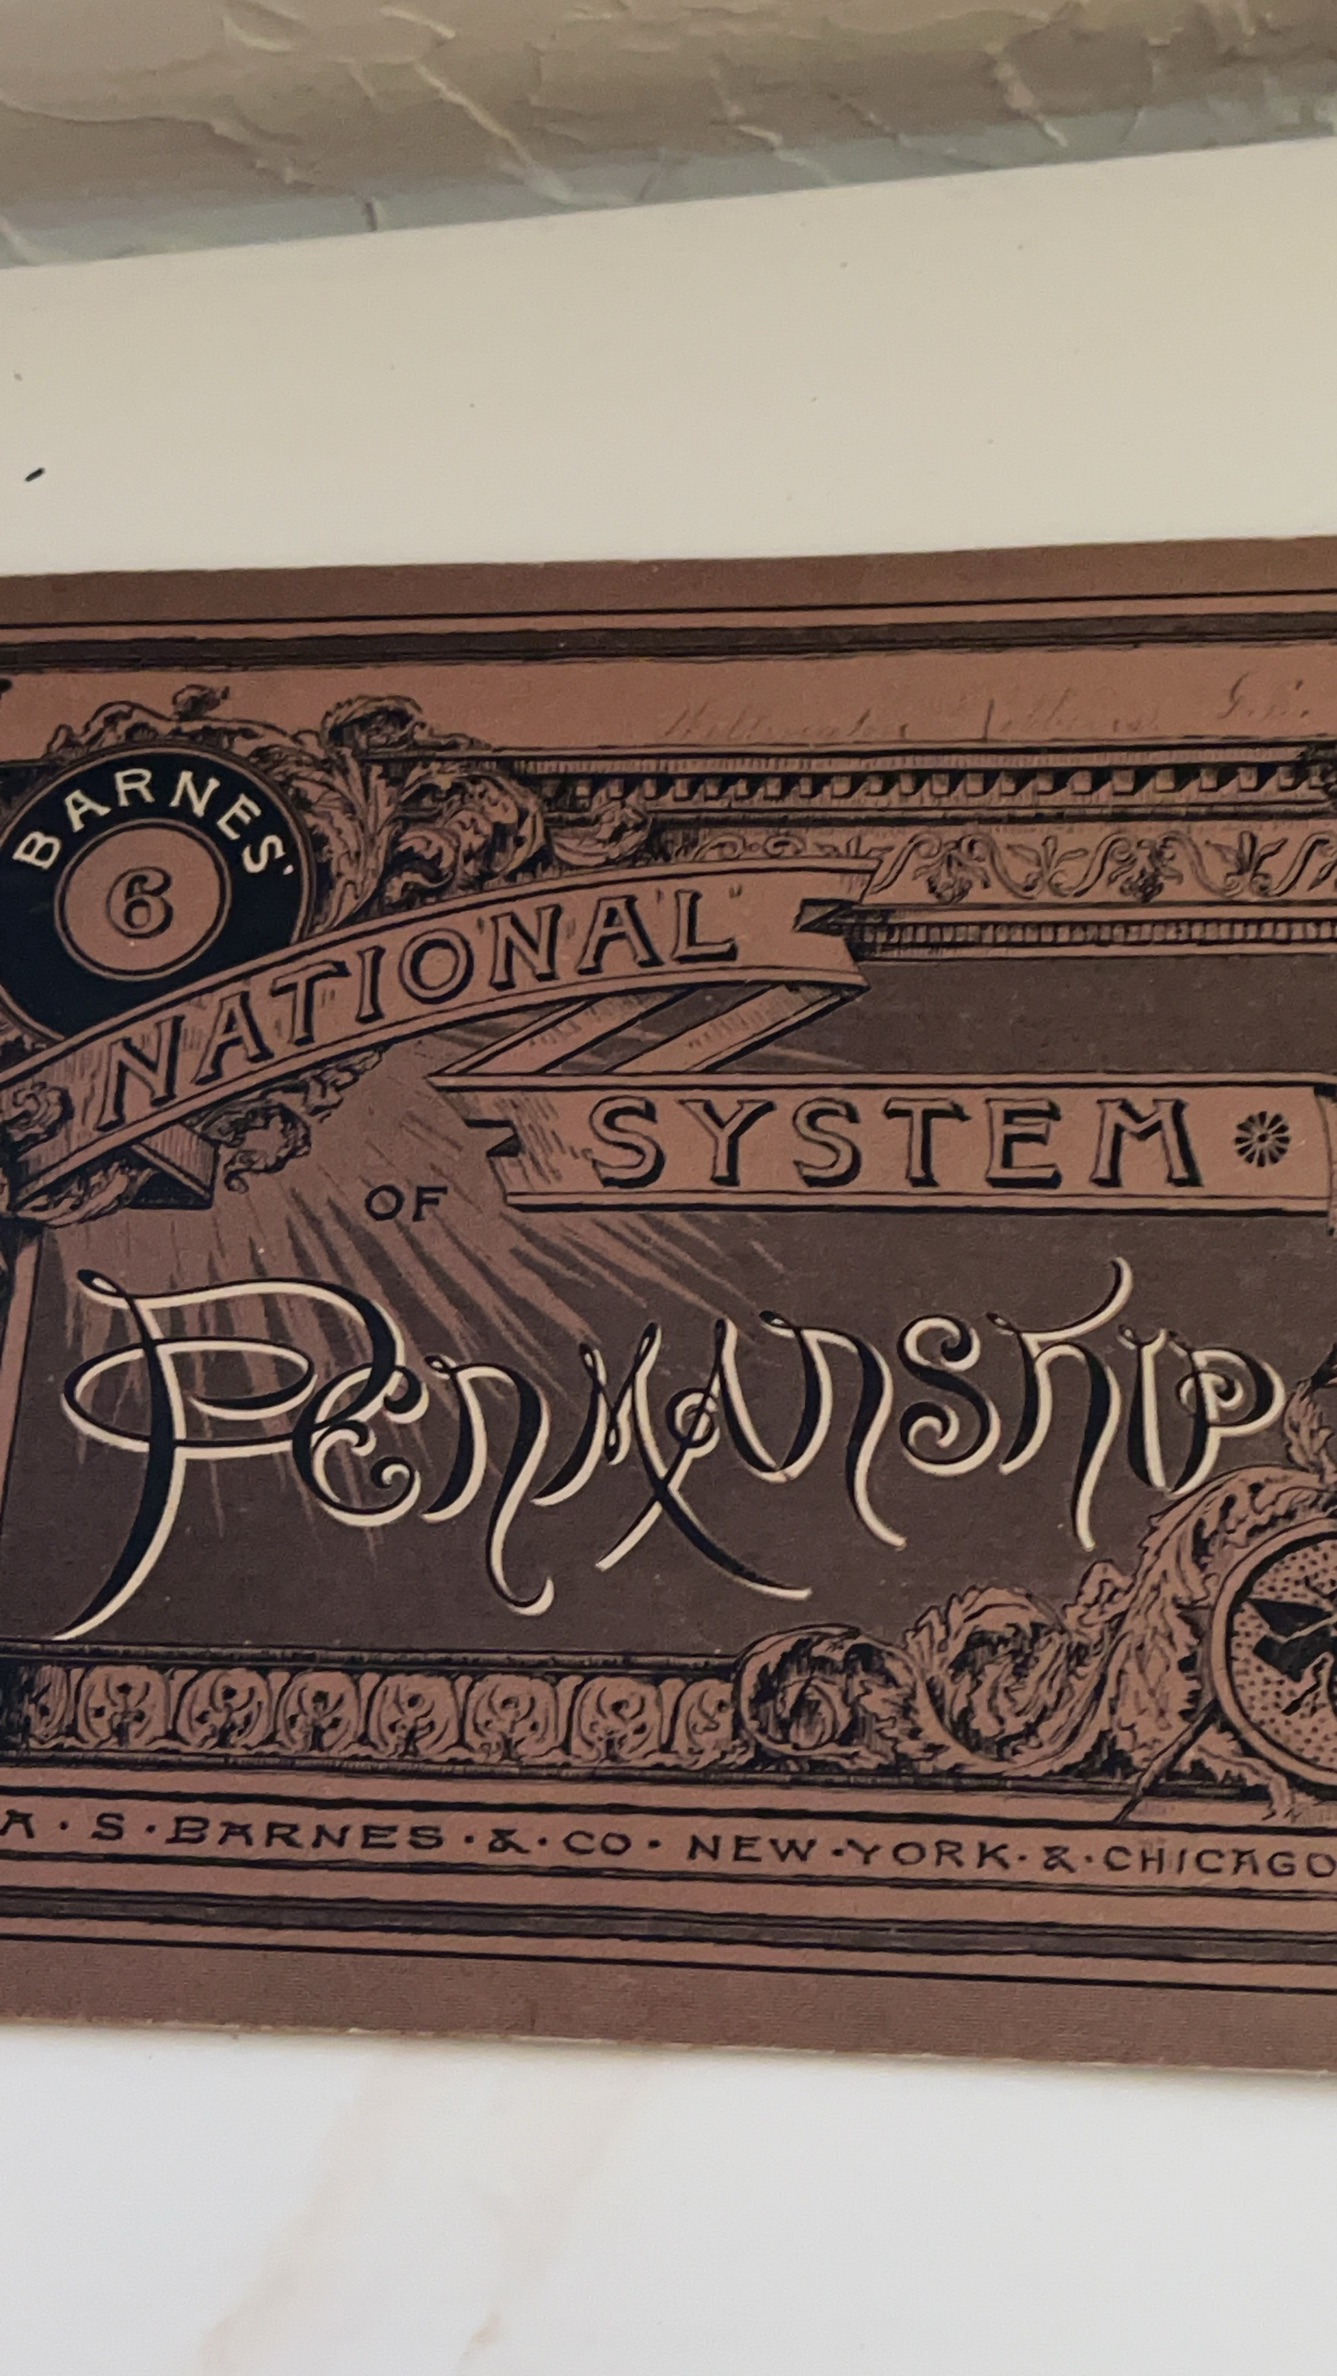 BARNES'
6
"NATIONAL"
SYSTEM
OF
PENMANSHIP
A · S · BARNES · & · CO · NEW · YORK · & · CHICAGO